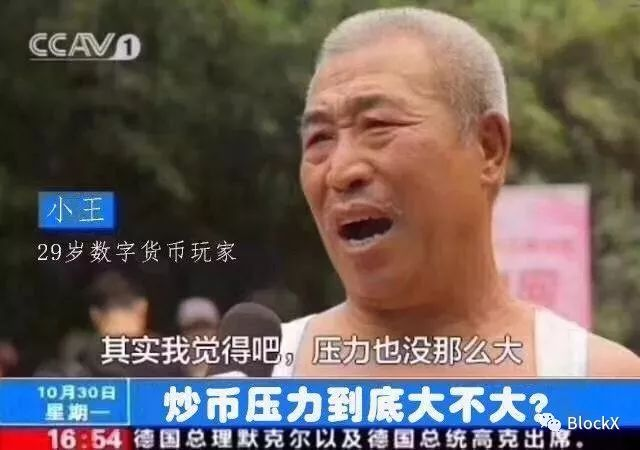 CCAV 1
小王
29岁数字货币玩家
其实我觉得吧，压力也没那么大
10月30日
星期一
炒币压力到底大不大?
BlockX
16:54 德国总理默克尔以及德国总统高克出席。